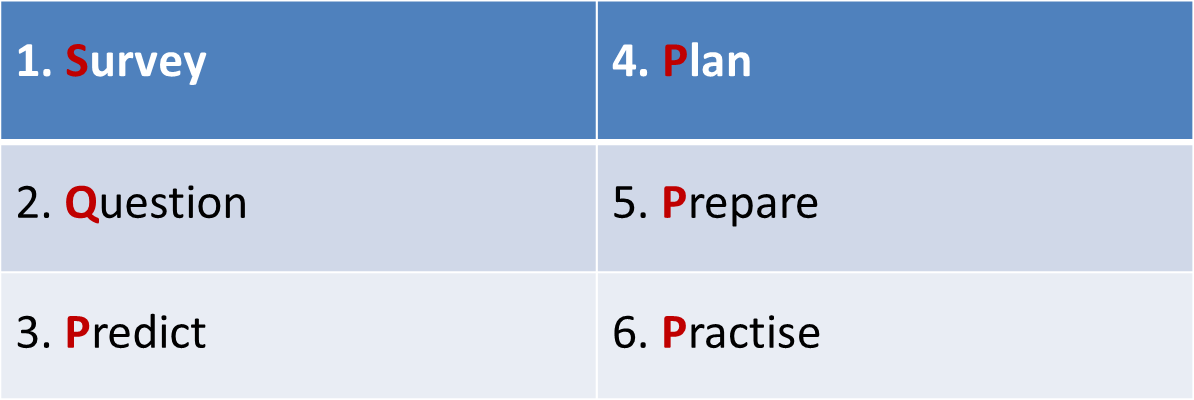 1. Survey
4. Plan
2. Question
5. Prepare
3. Predict
6. Practise